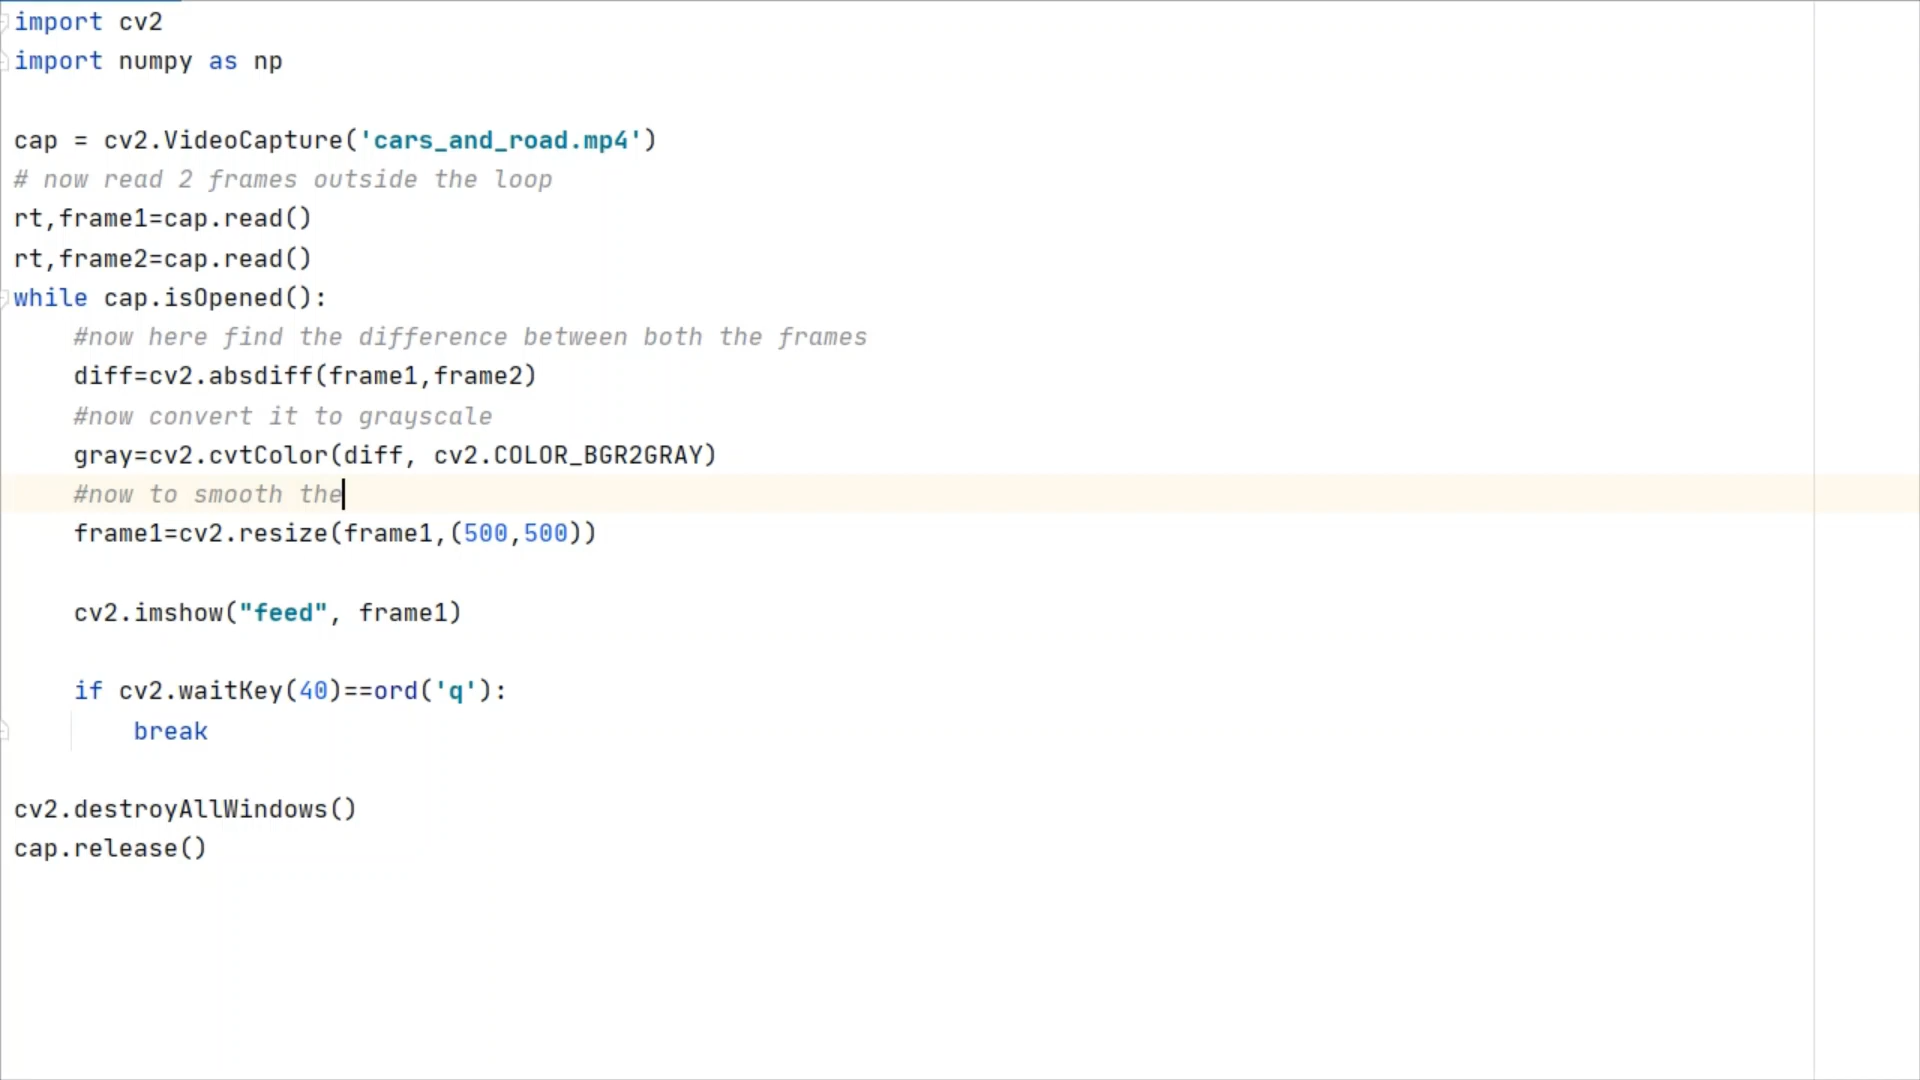 import cv2
import numpy as np
cap = cv2.VideoCapture('cars_and_road.mp4')
# now read 2 frames outside the loop
rt,frame1=cap.read()
rt,frame2=cap.read()
while cap.isOpened():
#now here find the difference between both the frames
diff=cv2.absdiff(frame1,frame2)
#now convert it to grayscale
gray=cv2.cvtColor(diff, cv2.COLOR_BGR2GRAY)
#now to smooth the
frame1=cv2.resize(frame1,(500,500))
cv2.imshow("feed", frame1)
if cv2.waitKey(40)==ord('q'):
break
cv2.destroyAllWindows()
cap.release()